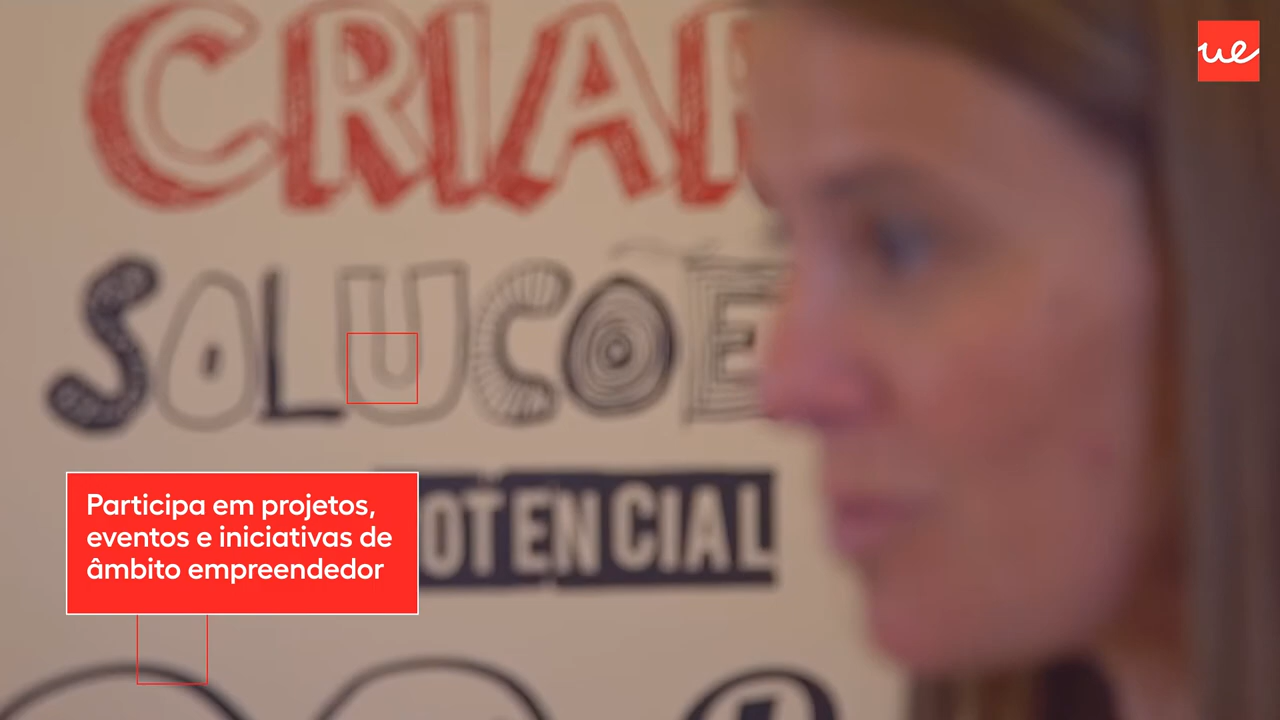 CRIAR
SOLUÇÕE
OTENCIAL
Participa em projetos,
eventos e iniciativas de
âmbito empreendedor
ue